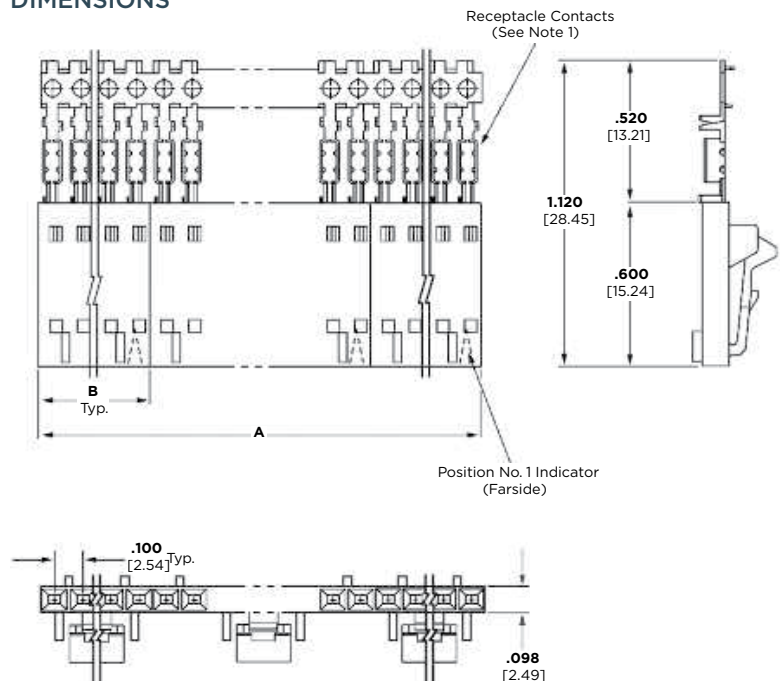 DIMENSIONS
Receptacle Contacts
(See Note 1)
.520
[13.21]
1.120
[28.45]
.600
[15.24]
B
Typ.
A
Position No. 1 Indicator
(Farside)
.100
[2.54] Typ.
.098
[2.49]